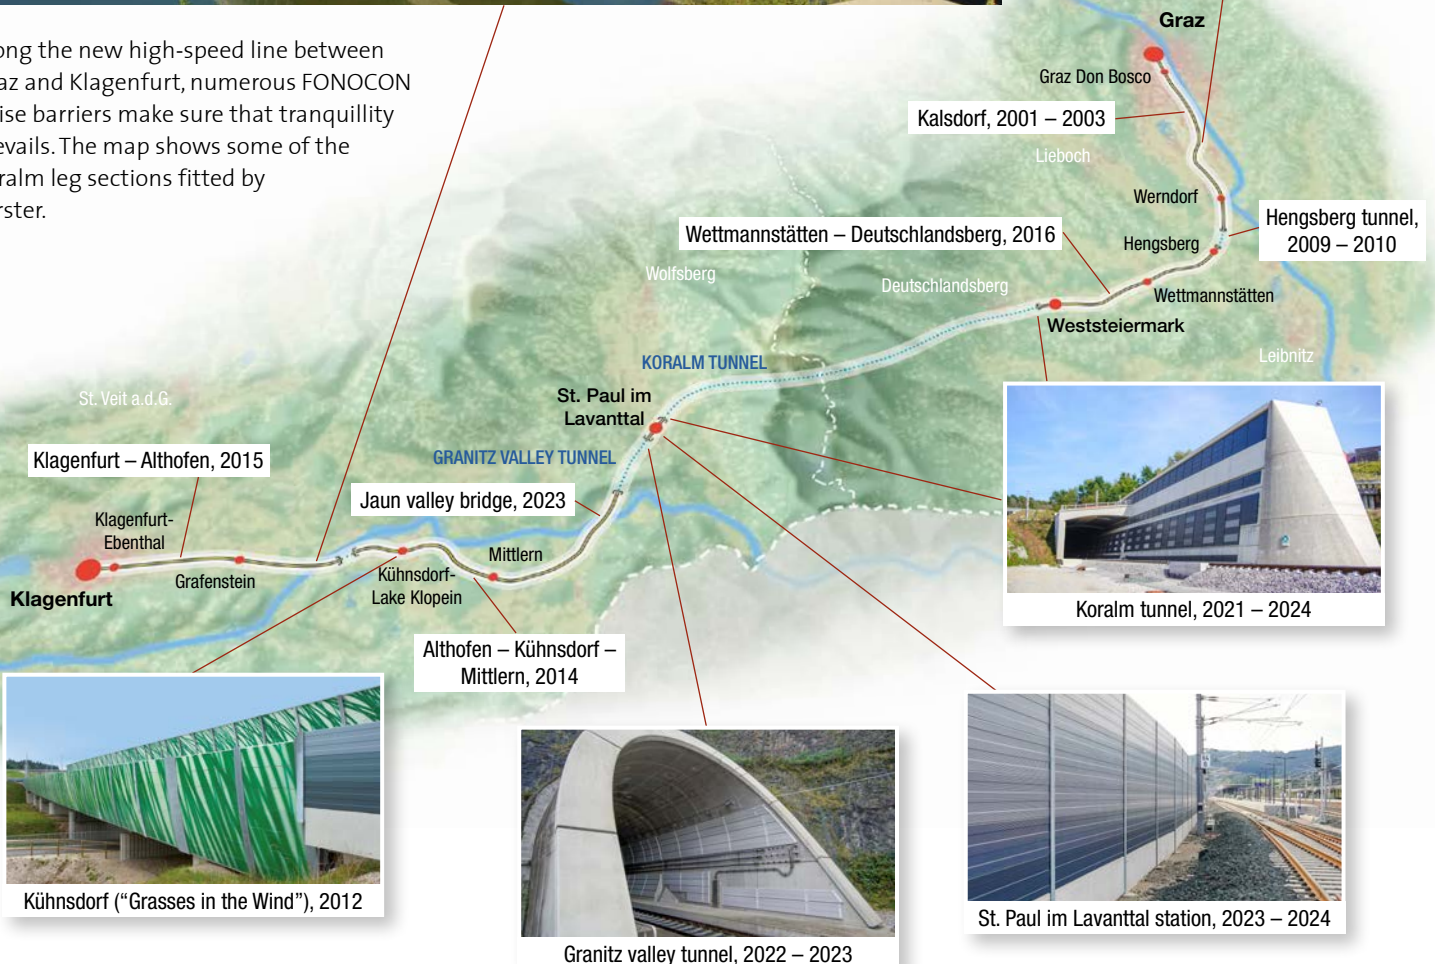 ong the new high-speed line between
az and Klagenfurt, numerous FONOCON
ise barriers make sure that tranquillity
evails. The map shows some of the
ralm leg sections fitted by
rster.
Graz
Graz Don Bosco
Kalsdorf, 2001 – 2003
Lieboch
Werndorf
Hengsberg tunnel,
2009 – 2010
Wettmannstätten – Deutschlandsberg, 2016
Hengsberg
Wolfsberg
Deutschlandsberg
Wettmannstätten
Weststeiermark
Leibnitz
KORALM TUNNEL
St. Paul im
Lavanttal
St. Veit a.d.G.
GRANITZ VALLEY TUNNEL
Klagenfurt – Althofen, 2015
Jaun valley bridge, 2023
Klagenfurt-
Ebenthal
Grafenstein
Klagenfurt
Mittlern
Kühnsdorf-
Lake Klopein
Koralm tunnel, 2021 – 2024
Althofen – Kühnsdorf –
Mittlern, 2014
Kühnsdorf (“Grasses in the Wind”), 2012
Granitz valley tunnel, 2022 – 2023
St. Paul im Lavanttal station, 2023 – 2024